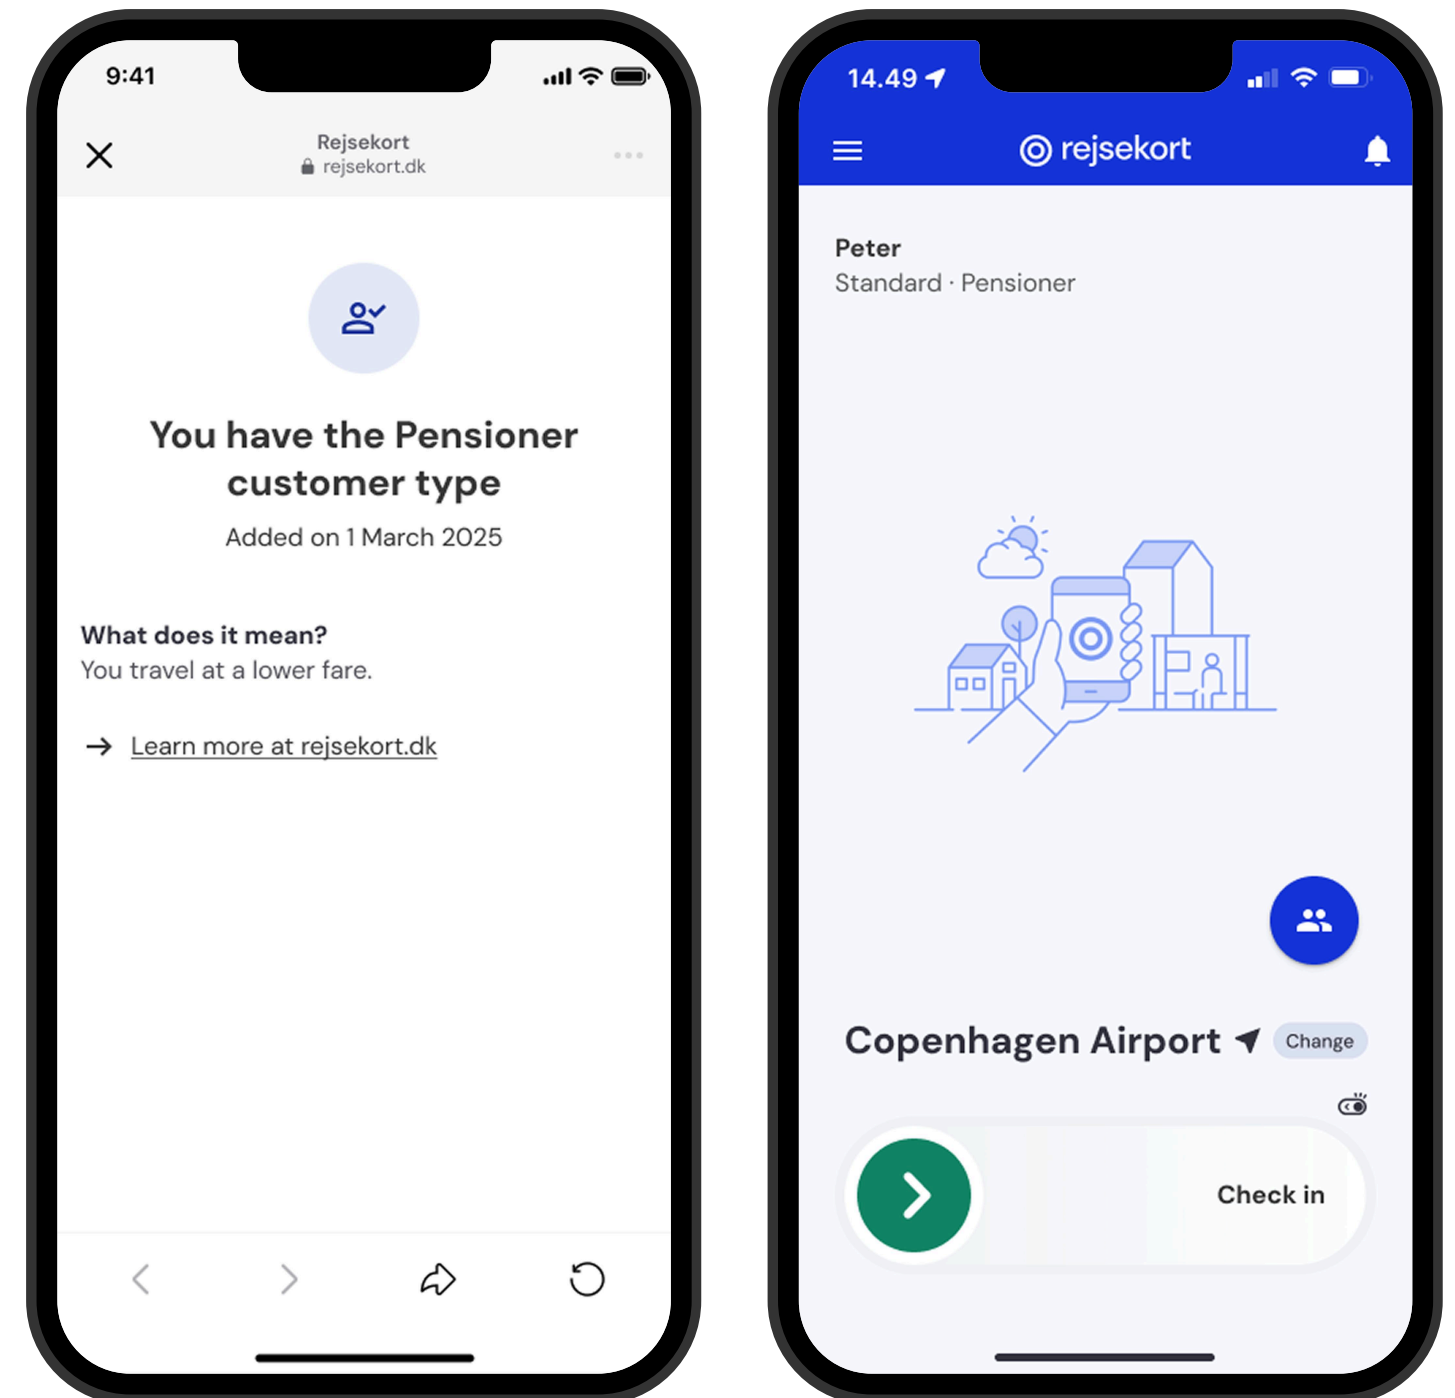 9:41
Rejsekort
rejsekort.dk
You have the Pensioner
customer type
Added on 1 March 2025
What does it mean?
You travel at a lower fare.
Learn more at rejsekort.dk
14.49
rejsekort
Peter
Standard · Pensioner
Copenhagen Airport
Change
Check in